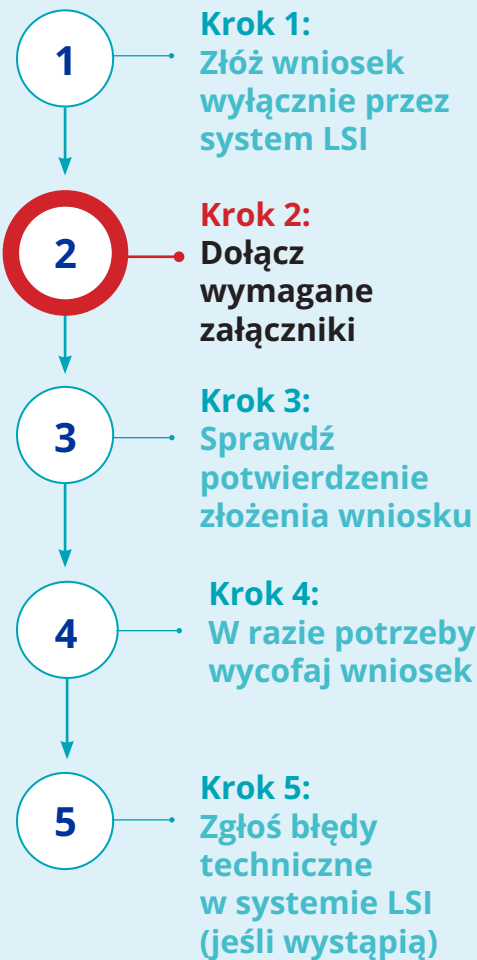 1
Krok 1:
Złóż wniosek
wyłącznie przez
system LSI
2
Krok 2:
Dołącz
wymagane
załączniki
3
Krok 3:
Sprawdź
potwierdzenie
złożenia wniosku
4
Krok 4:
W razie potrzeby
wycofaj wniosek
5
Krok 5:
Zgłoś błędy
techniczne
w systemie LSI
(jeśli wystąpią)